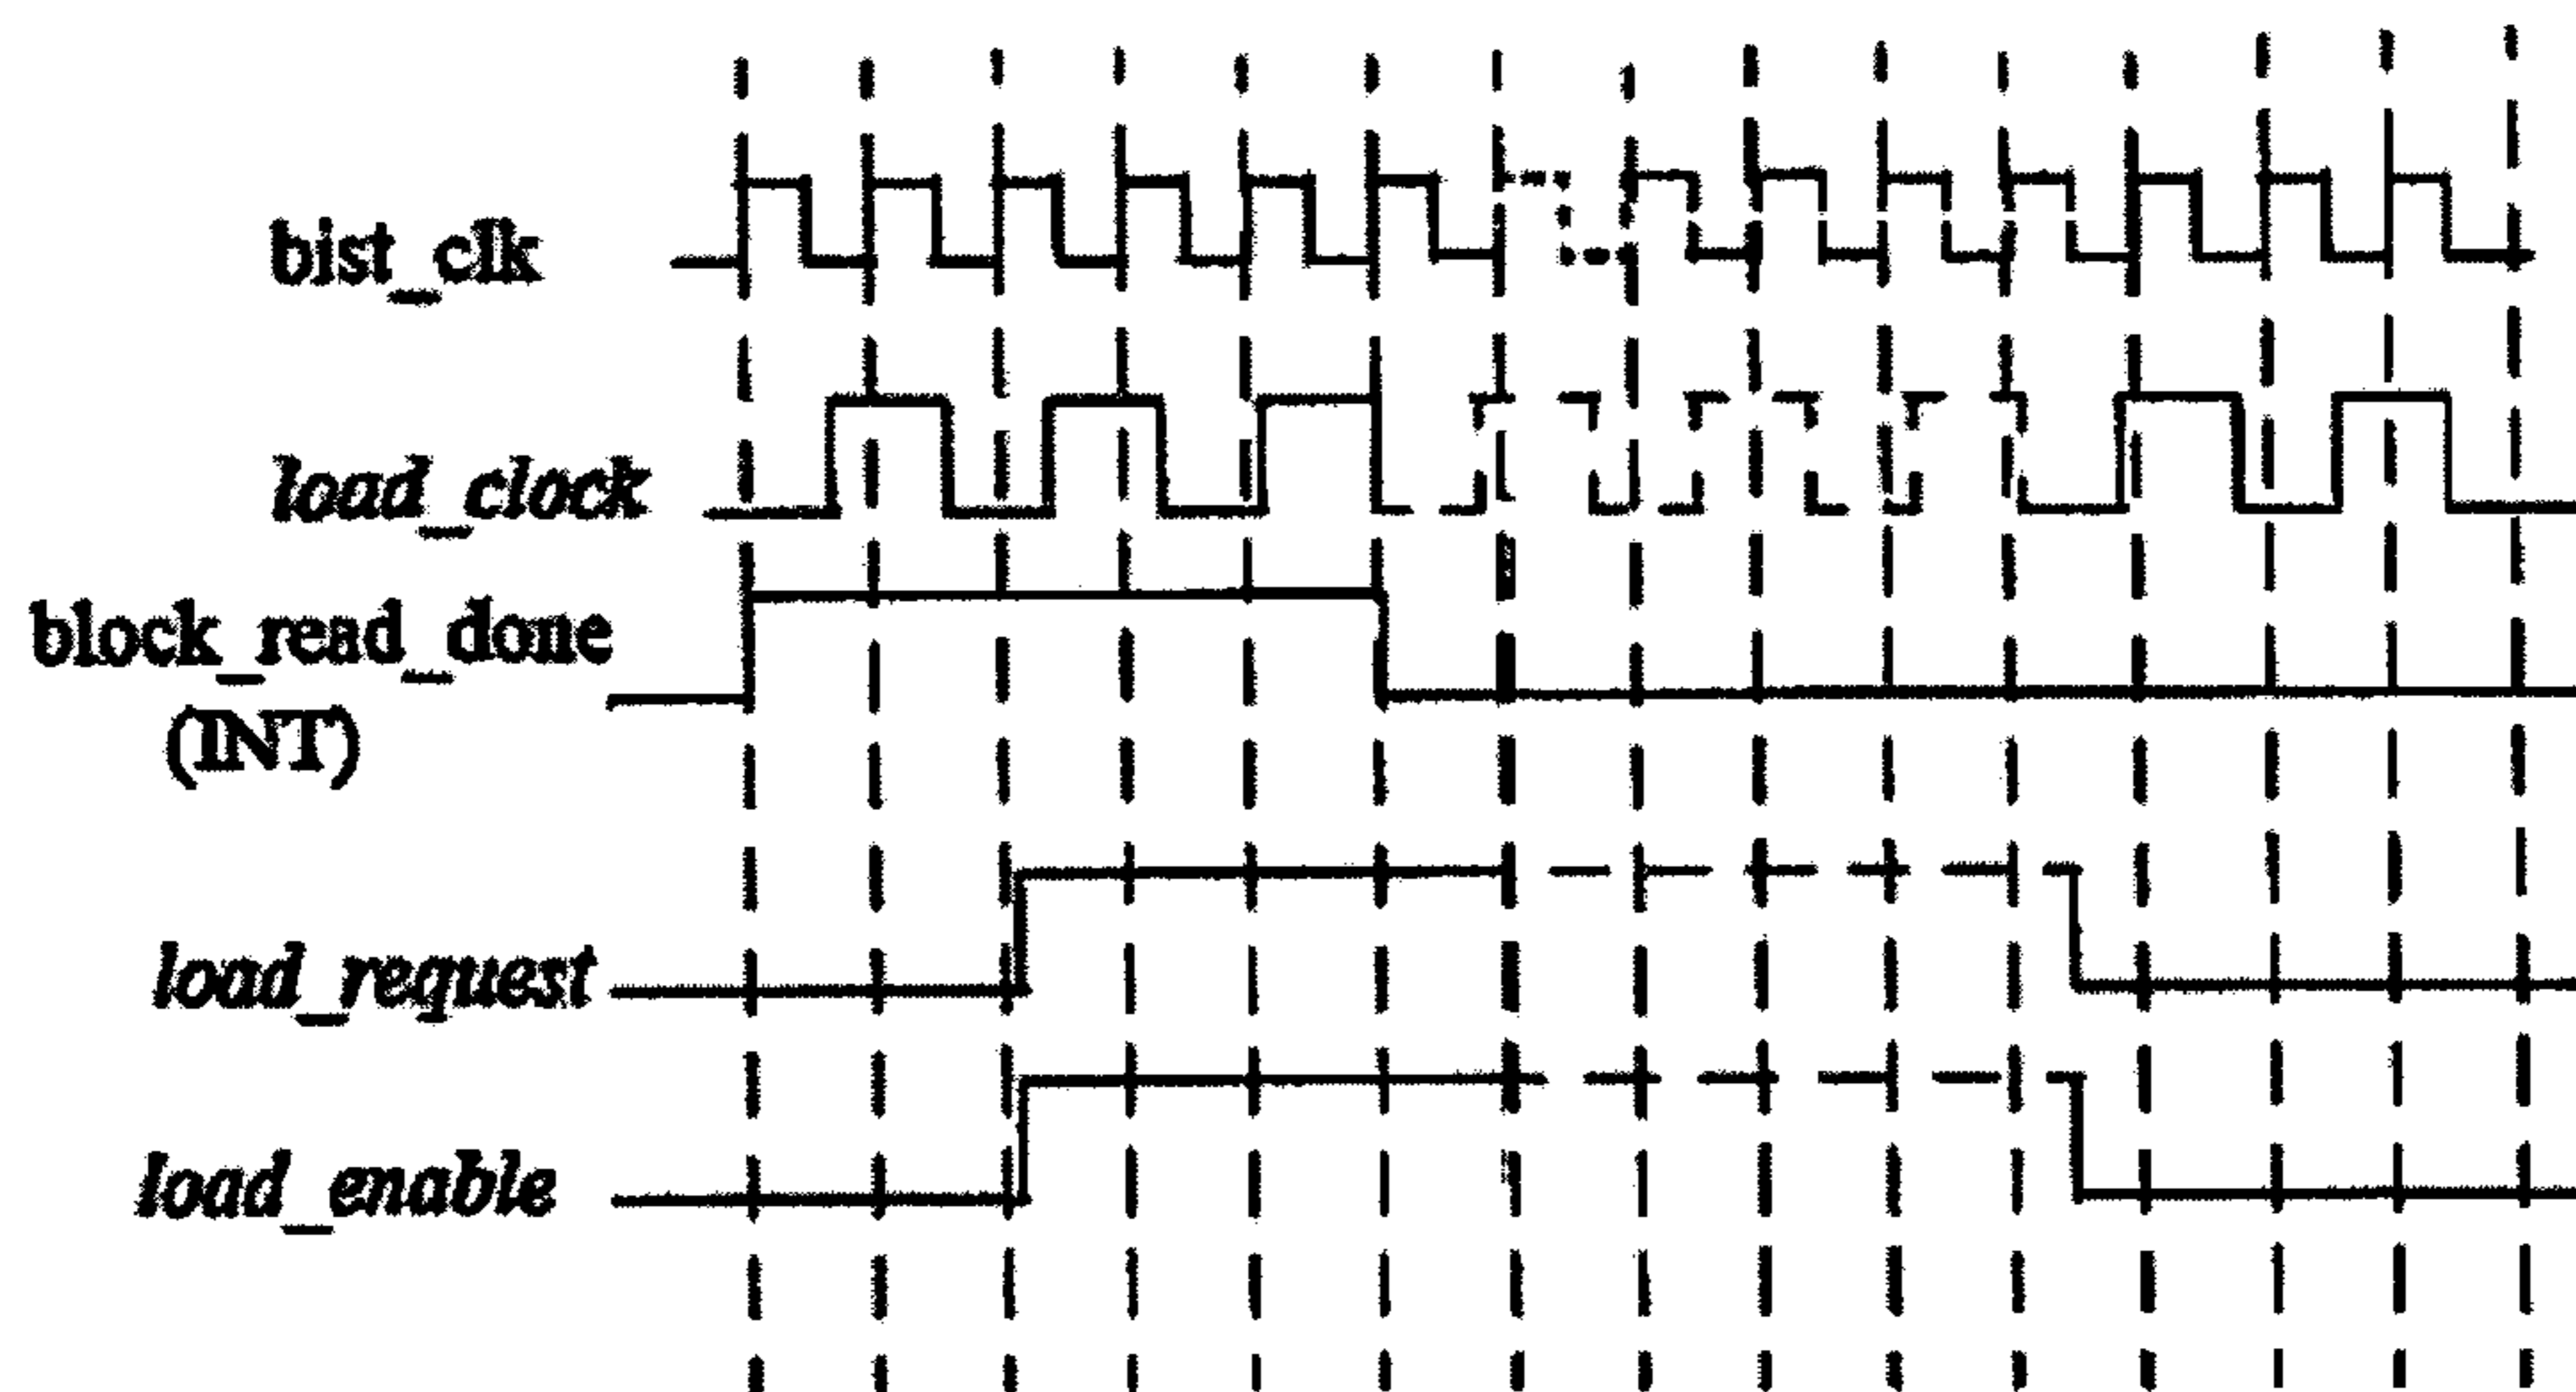 bist_clk
load_clock
block_read_done
(INT)
load_request
load_enable